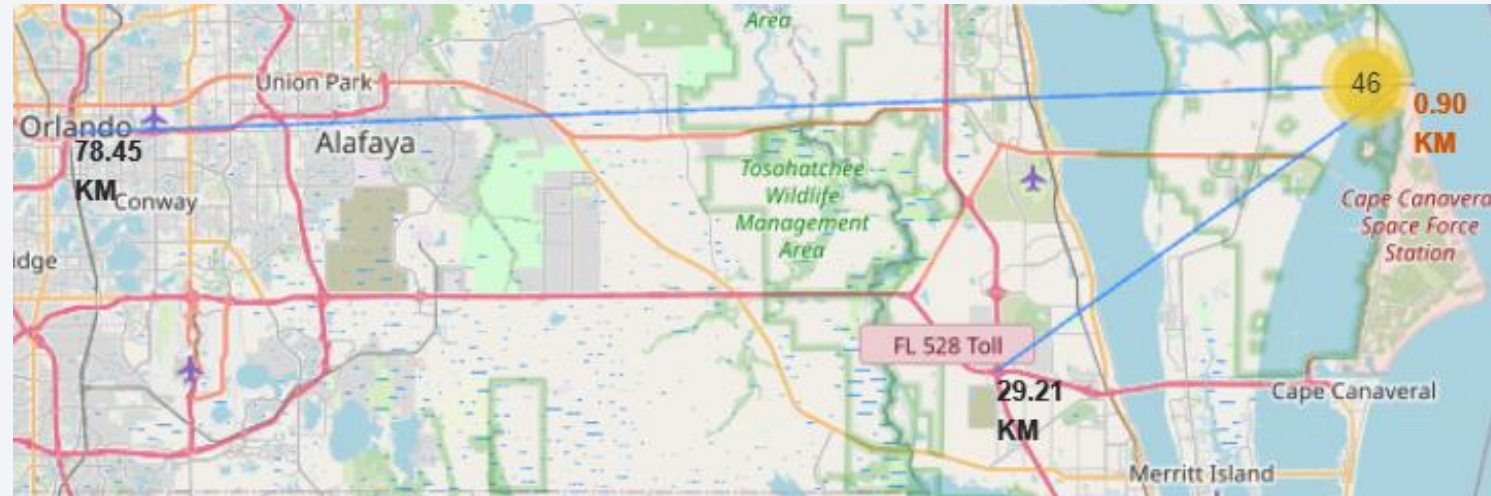 Area
Union Park
46
0.90
KM
Orlando
78.45
KM
Alafaya
Tosohatchee
Wildlife
Management
Area
Conway
Cape Canavera
Space Force
Station
idge
FL 528 Toll
29.21
KM
Cape Canaveral
Merritt Island